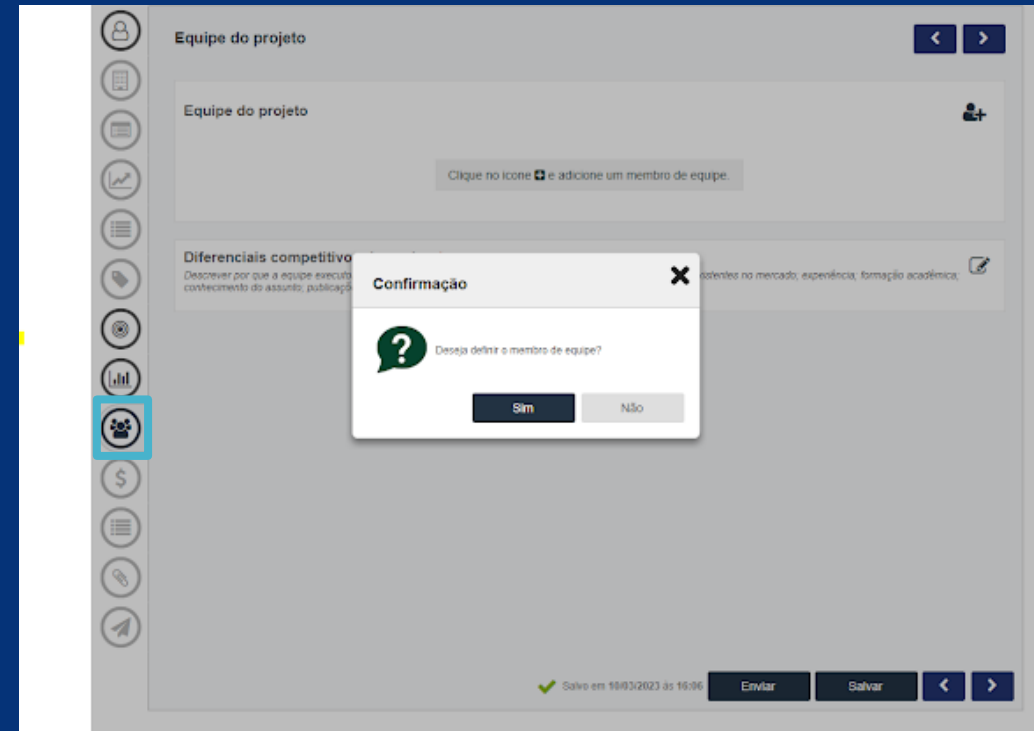 Equipe do projeto
Equipe do projeto
Clique no icone e adicione um membro de equipe.
Diferenciais competitivo
Descrever por que a equipe executo
conhecimento do assunto; publicaçõ
no mercado; experiência; formação acadêmica;
Confirmação
Deseja definir o membro de equipe?
Sim
Não
Salvo em 10/03/2023 às 16:06
Enviar
Salvar